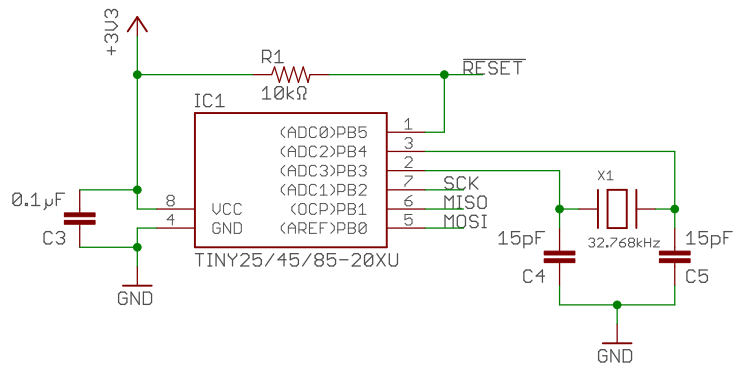 +3V3
R1
10kΩ
RESET
IC1
(ADC0)PB5 1
(ADC2)PB4 3
(ADC3)PB3 2
(ADC1)PB2 7 SCK
8 VCC (OCP)PB1 6 MISO
4 GND (AREF)PB0 5 MOSI
TINY25/45/85-20XU
0.1µF
C3
GND
X1
32.768kHz
15pF
C4
15pF
C5
GND